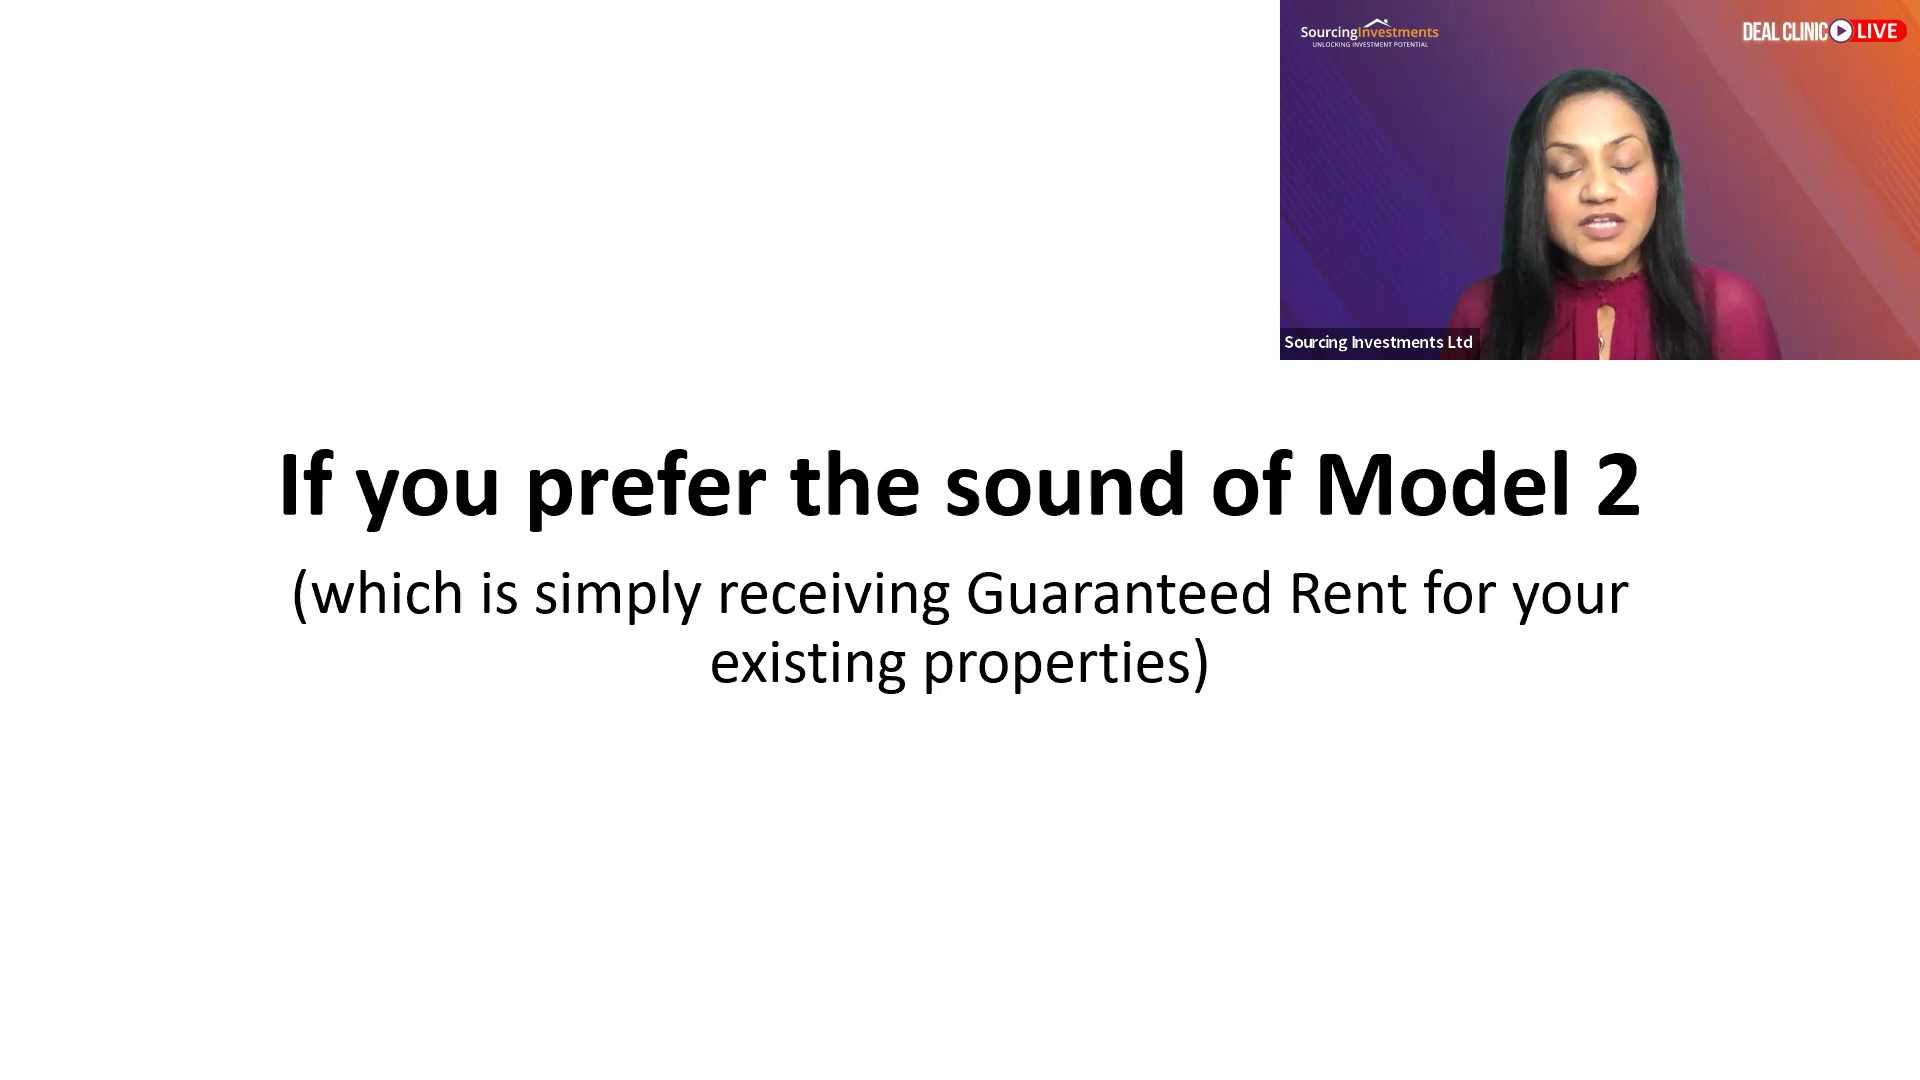 SourcingInvestments
UNLOCKING INVESTMENT POTENTIAL
DEAL CLINIC LIVE
Sourcing Investments Ltd
If you prefer the sound of Model 2
(which is simply receiving Guaranteed Rent for your
existing properties)